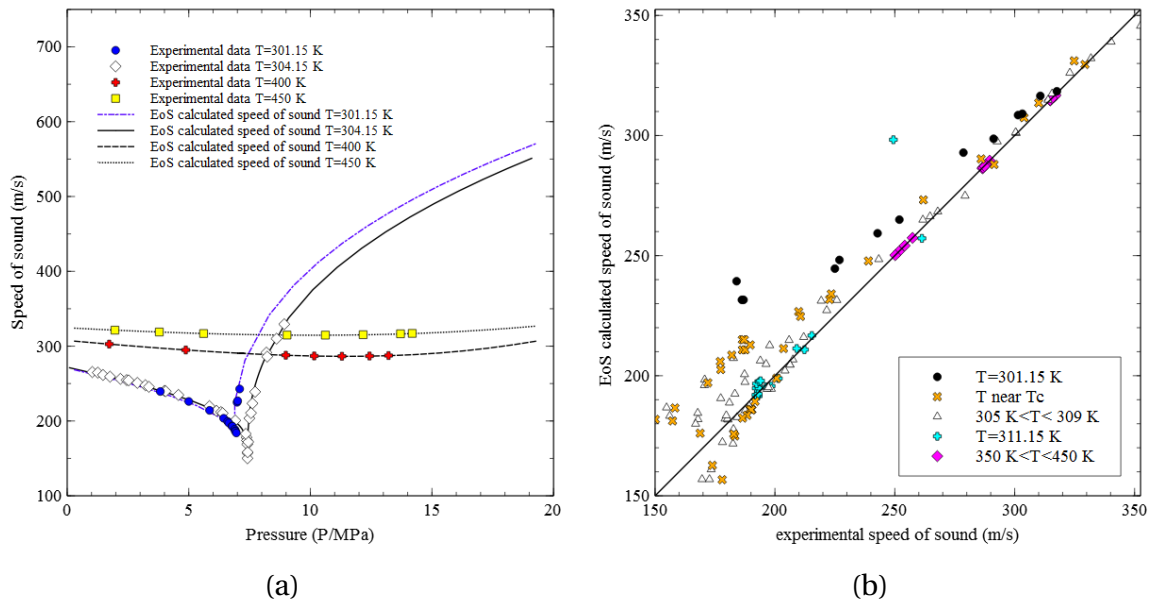 700
600
500
400
300
200
100
Speed of sound (m/s)
Experimental data T=301.15 K
Experimental data T=304.15 K
Experimental data T=400 K
Experimental data T=450 K
EoS calculated speed of sound T=301.15 K
EoS calculated speed of sound T=304.15 K
EoS calculated speed of sound T=400 K
EoS calculated speed of sound T=450 K
0 5 10 15 20
Pressure (P/MPa)
(a)
350
300
250
200
150
EoS calculated speed of sound (m/s)
T=301.15 K
T near Tc
305 K<T< 309 K
T=311.15 K
350 K<T<450 K
150 200 250 300 350
experimental speed of sound (m/s)
(b)